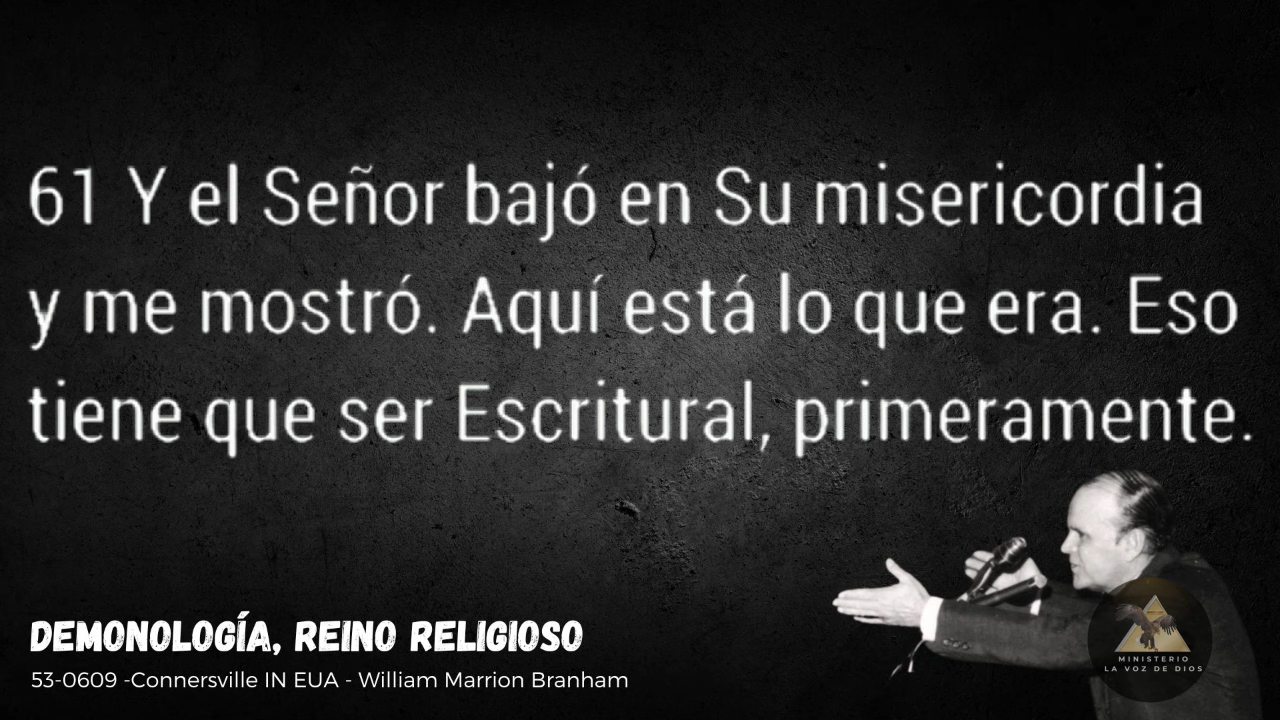 61 Y el Señor bajó en Su misericordia
y me mostró. Aquí está lo que era. Eso
tiene que ser Escritural, primeramente.
DEMONOLOGÍA, REINO RELIGIOSO
53-0609 -Connersville IN EUA - William Marrion Branham
MINISTERIO
LA VOZ DE DIOS